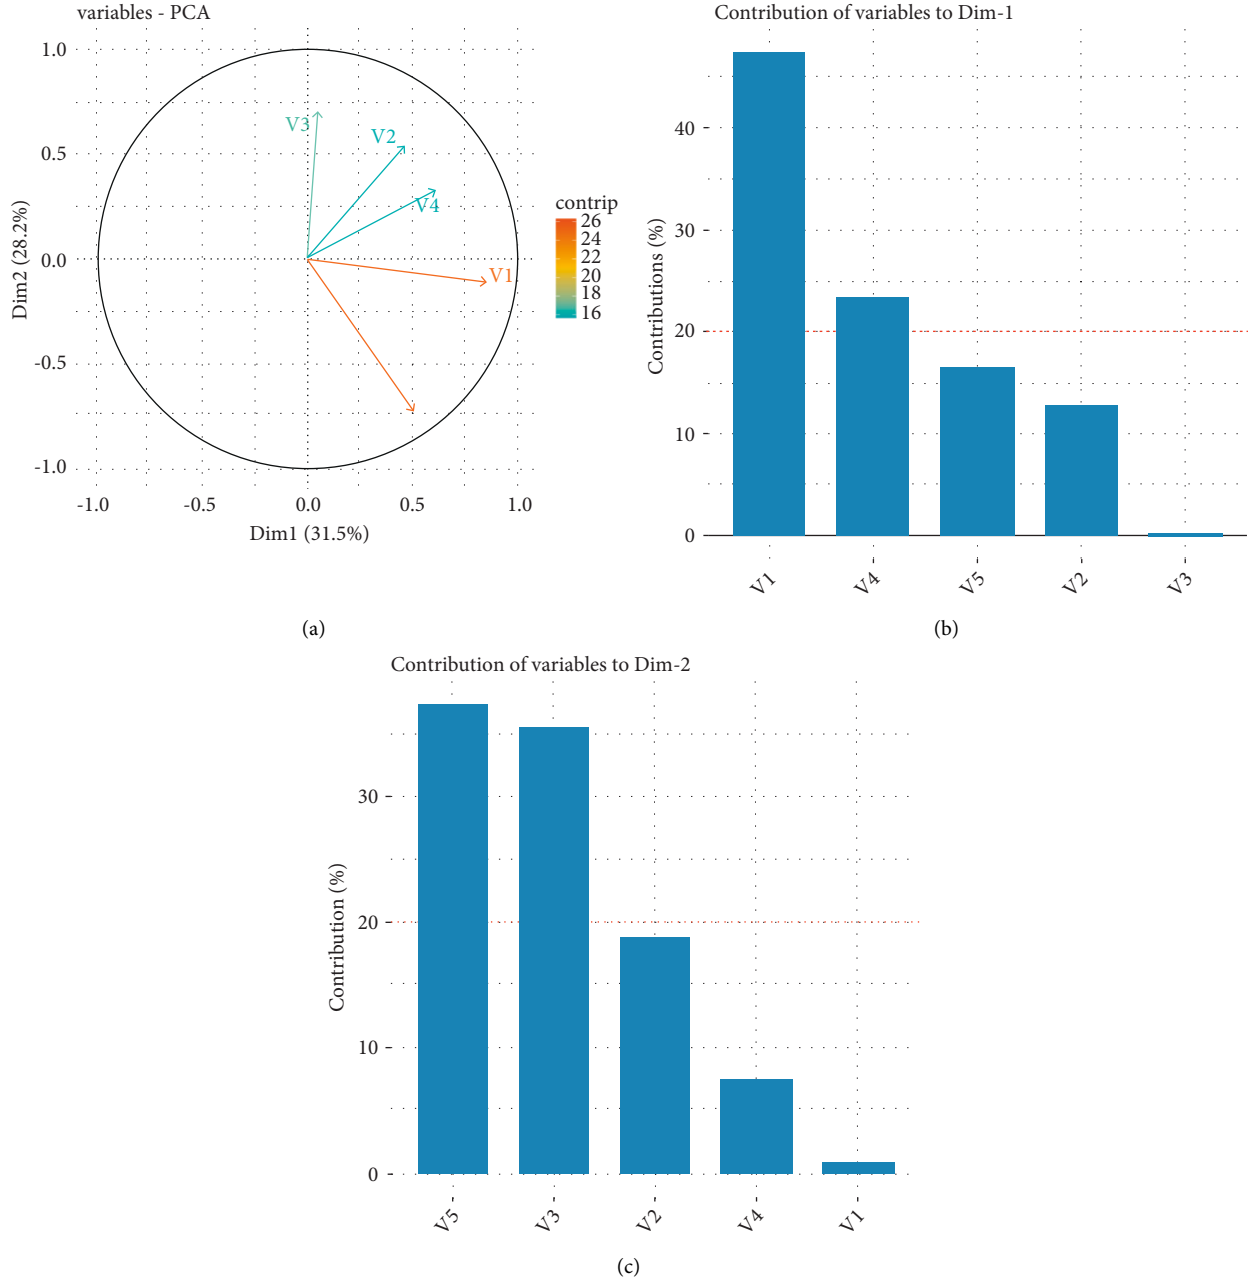 variables - PCA
1.0
0.5
0.0
-0.5
-1.0
Dim2 (28.2%)
V3
V2
V4
V1
-1.0 -0.5 0.0 0.5 1.0
Dim1 (31.5%)
contrip
26
24
22
20
18
16
(a)
Contribution of variables to Dim-1
Contributions (%)
40
30
20
10
0
V1 V4 V5 V2 V3
(b)
Contribution of variables to Dim-2
Contribution (%)
30
20
10
0
V5 V3 V2 V4 V1
(c)